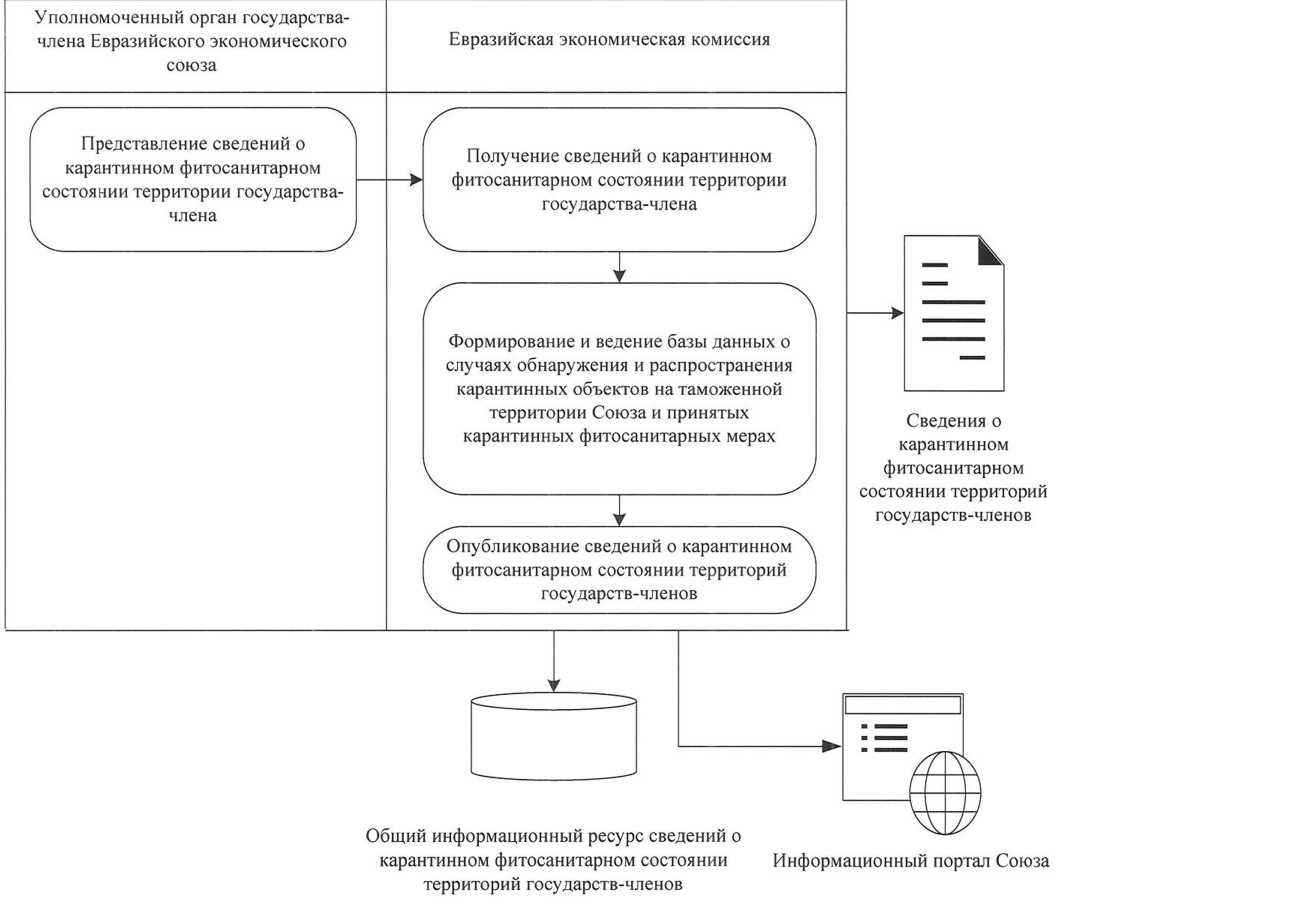 Уполномоченный орган государства-
члена Евразийского экономического
союза
Евразийская экономическая комиссия
Представление сведений о
карантинном фитосанитарном
состоянии территории государства-
члена
Получение сведений о карантинном
фитосанитарном состоянии территории
государства-члена
Формирование и ведение базы данных о
случаях обнаружения и распространения
карантинных объектов на таможенной
территории Союза и принятых
карантинных фитосанитарных мерах
Сведения о
карантинном
фитосанитарном
состоянии территорий
государств-членов
Опубликование сведений о карантинном
фитосанитарном состоянии территорий
государств-членов
Общий информационный ресурс сведений о
карантинном фитосанитарном состоянии
территорий государств-членов
Информационный портал Союза